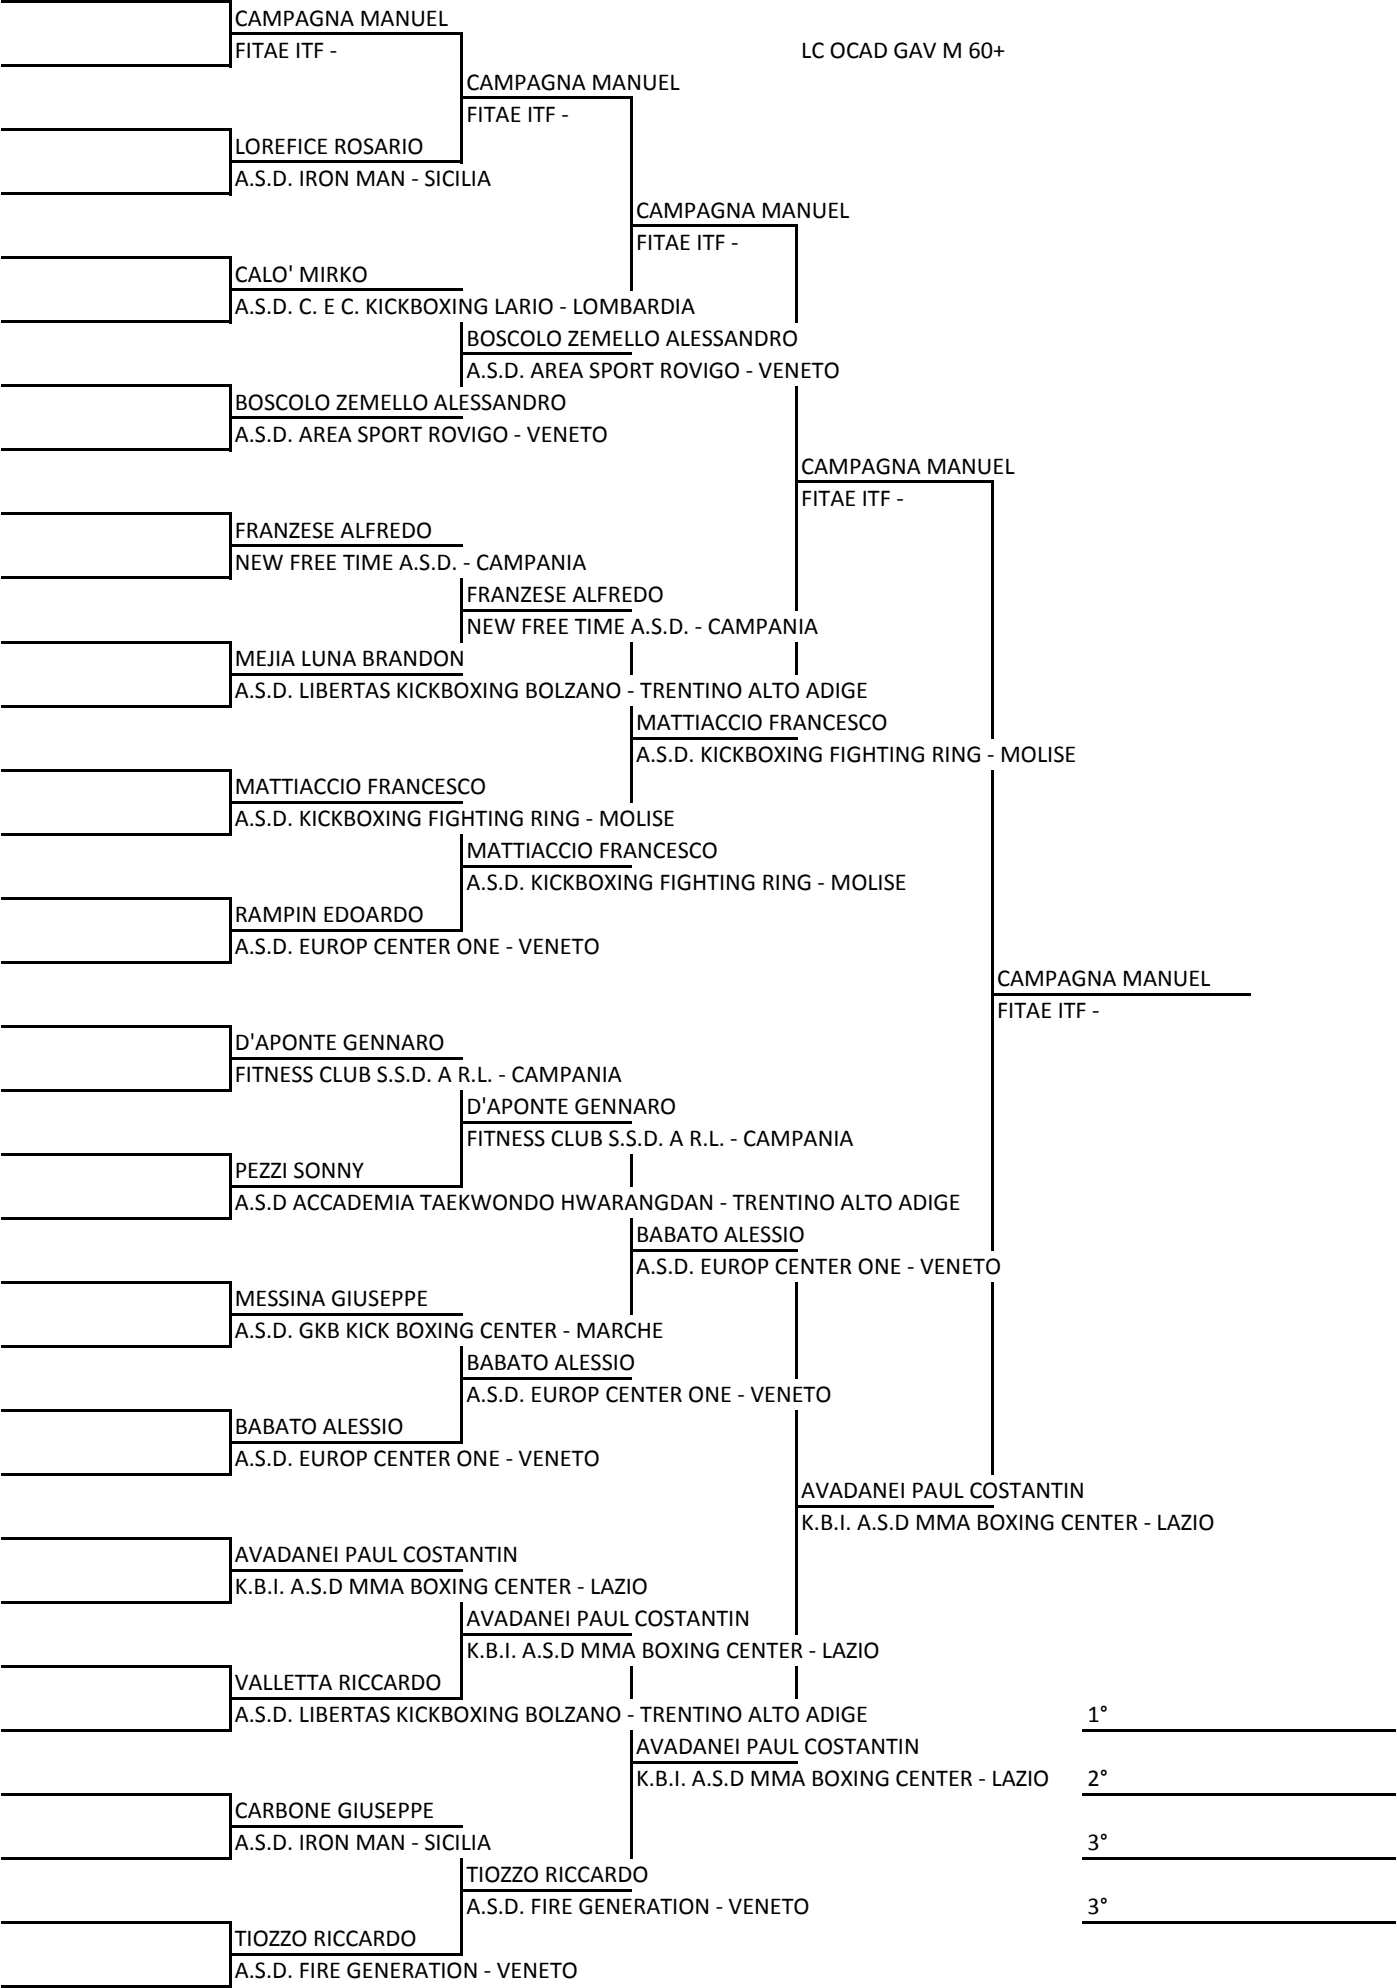 CAMPAGNA MANUEL
FITAE ITF -
LC OCAD GAV M 60+
CAMPAGNA MANUEL
FITAE ITF -
LOREFICE ROSARIO
A.S.D. IRON MAN - SICILIA
CAMPAGNA MANUEL
FITAE ITF -
CALO' MIRKO
A.S.D. C. E C. KICKBOXING LARIO - LOMBARDIA
BOSCOLO ZEMELLO ALESSANDRO
A.S.D. AREA SPORT ROVIGO - VENETO
BOSCOLO ZEMELLO ALESSANDRO
A.S.D. AREA SPORT ROVIGO - VENETO
CAMPAGNA MANUEL
FITAE ITF -
FRANZESE ALFREDO
NEW FREE TIME A.S.D. - CAMPANIA
FRANZESE ALFREDO
NEW FREE TIME A.S.D. - CAMPANIA
MEJIA LUNA BRANDON
A.S.D. LIBERTAS KICKBOXING BOLZANO - TRENTINO ALTO ADIGE
MATTIACCIO FRANCESCO
A.S.D. KICKBOXING FIGHTING RING - MOLISE
MATTIACCIO FRANCESCO
A.S.D. KICKBOXING FIGHTING RING - MOLISE
MATTIACCIO FRANCESCO
A.S.D. KICKBOXING FIGHTING RING - MOLISE
RAMPIN EDOARDO
A.S.D. EUROP CENTER ONE - VENETO
CAMPAGNA MANUEL
FITAE ITF -
D'APONTE GENNARO
FITNESS CLUB S.S.D. A R.L. - CAMPANIA
D'APONTE GENNARO
FITNESS CLUB S.S.D. A R.L. - CAMPANIA
PEZZI SONNY
A.S.D ACCADEMIA TAEKWONDO HWARANGDAN - TRENTINO ALTO ADIGE
BABATO ALESSIO
A.S.D. EUROP CENTER ONE - VENETO
MESSINA GIUSEPPE
A.S.D. GKB KICK BOXING CENTER - MARCHE
BABATO ALESSIO
A.S.D. EUROP CENTER ONE - VENETO
BABATO ALESSIO
A.S.D. EUROP CENTER ONE - VENETO
AVADANEI PAUL COSTANTIN
K.B.I. A.S.D MMA BOXING CENTER - LAZIO
AVADANEI PAUL COSTANTIN
K.B.I. A.S.D MMA BOXING CENTER - LAZIO
AVADANEI PAUL COSTANTIN
K.B.I. A.S.D MMA BOXING CENTER - LAZIO
VALLETTA RICCARDO
A.S.D. LIBERTAS KICKBOXING BOLZANO - TRENTINO ALTO ADIGE
1°
AVADANEI PAUL COSTANTIN
K.B.I. A.S.D MMA BOXING CENTER - LAZIO
2°
CARBONE GIUSEPPE
A.S.D. IRON MAN - SICILIA
3°
TIOZZO RICCARDO
A.S.D. FIRE GENERATION - VENETO
3°
TIOZZO RICCARDO
A.S.D. FIRE GENERATION - VENETO